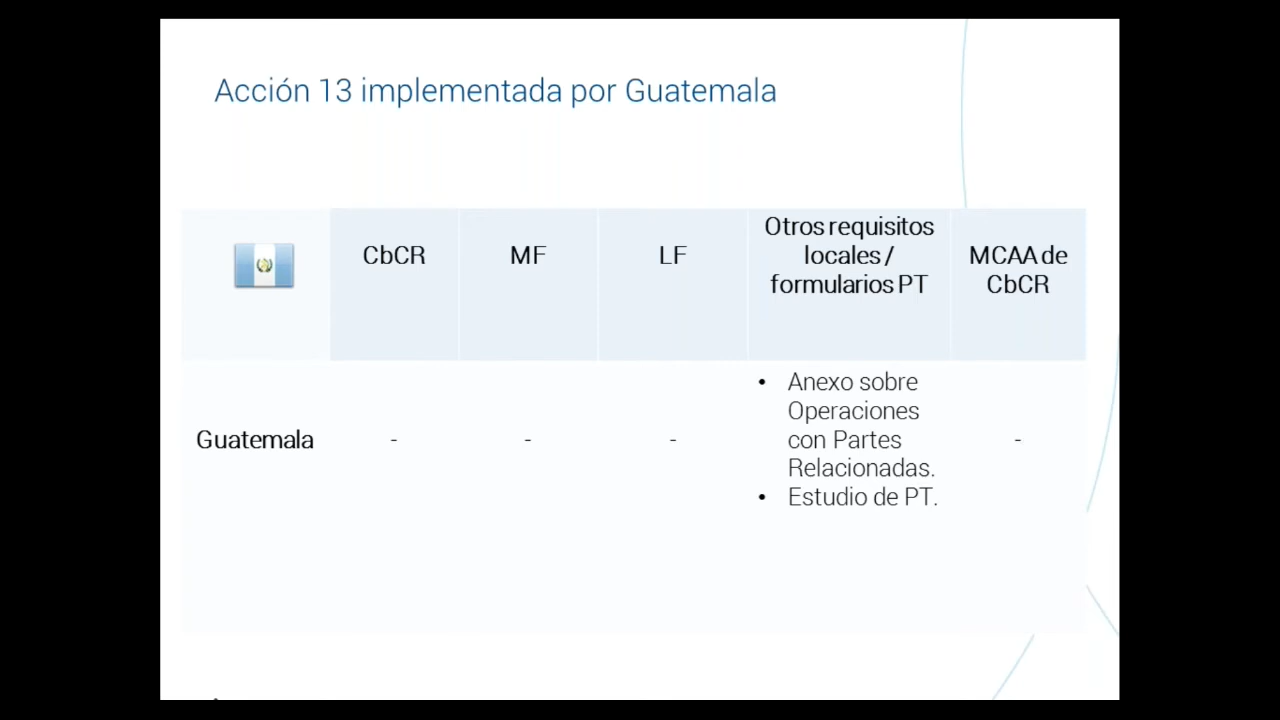 Acción 13 implementada por Guatemala
CbCR
MF
LF
Otros requisitos
locales /
formularios PT
MCAA de
CbCR
Guatemala
-
-
-
• Anexo sobre
Operaciones
con Partes
Relacionadas.
• Estudio de PT.
-